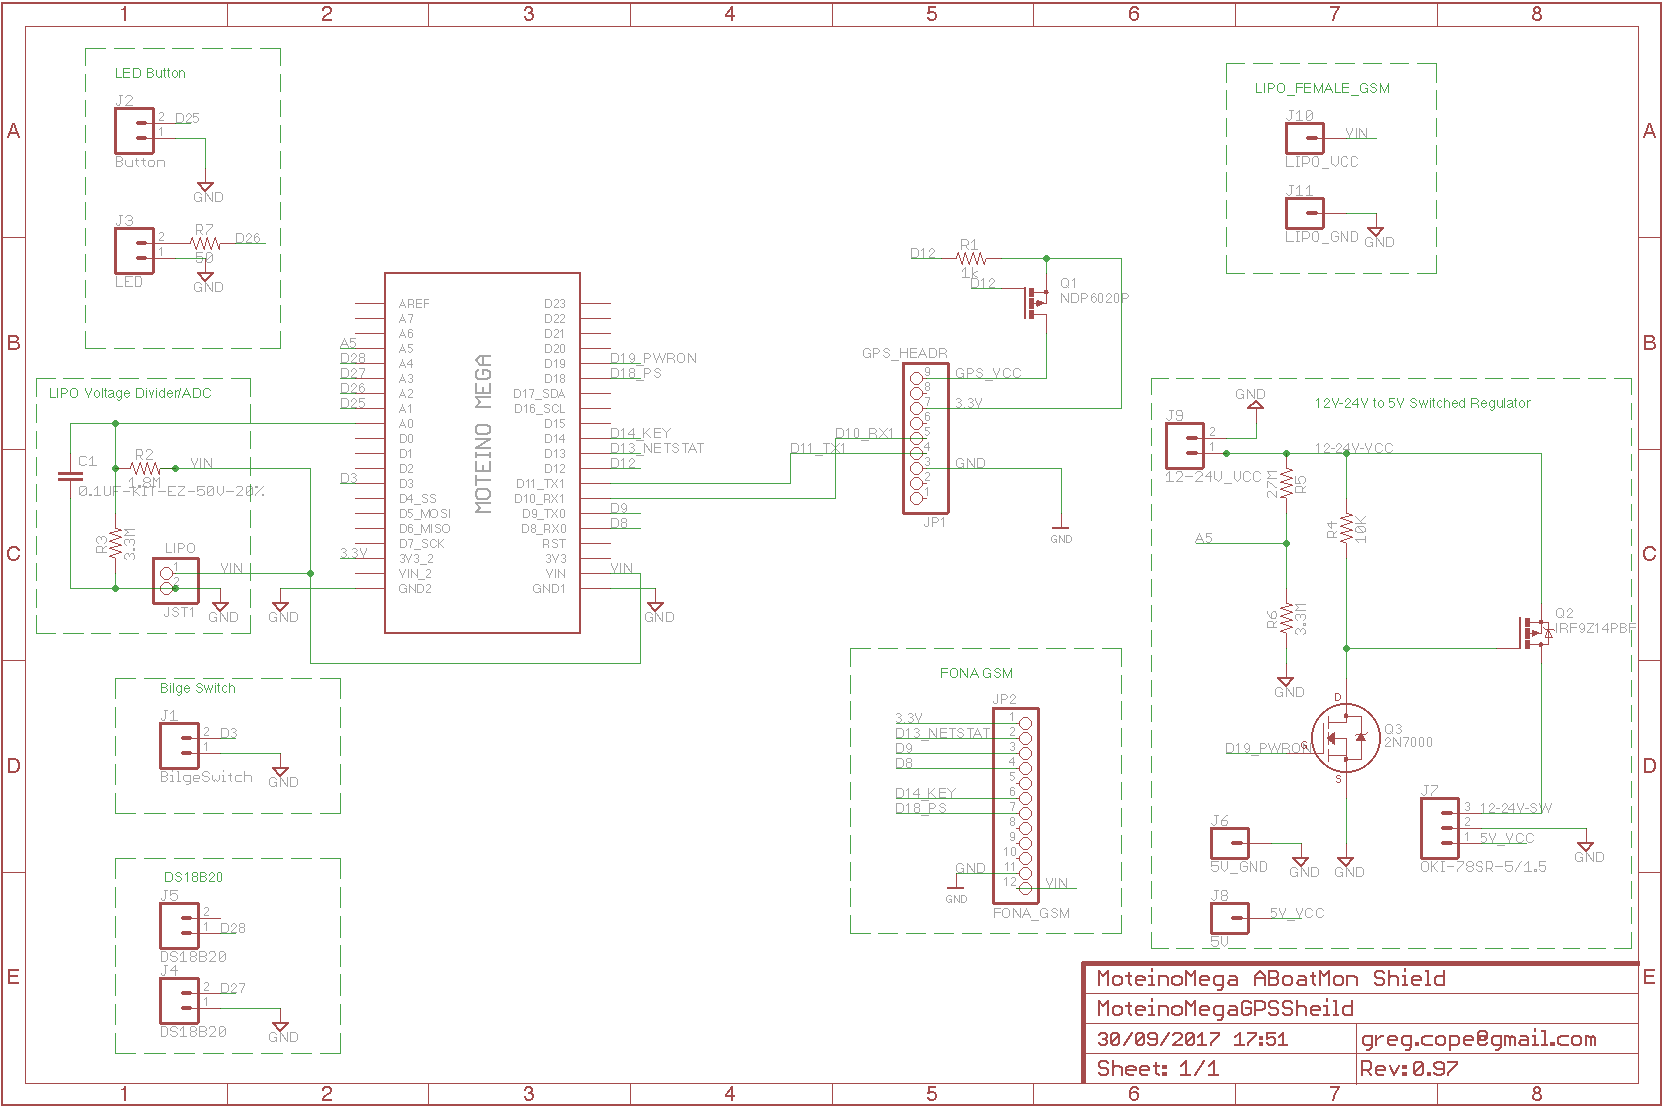 1 2 3 4 5 6 7 8
A
B
C
D
E
A
B
C
D
E
1 2 3 4 5 6 7 8
LED Button
J2
2 D25
1
Button
GND
J3
R7
2 D26
50
1
LED
GND
LIPO Voltage Divider/ADC
C1
R2
VIN
1.8M
0.1UF-KIT-EZ-50V-20%
R3
3.3M
LIPO
1 VIN
2
JST1
GND
GND
Bilge Switch
J1
2 D3
1
BilgeSwitch
GND
DS18B20
J5
2
1 D28
DS18B20
J4
2 D27
1
DS18B20
GND
MOTEINO MEGA
AREF
A7
A6
A5 A5
D28 A4
D27 A3
D26 A2
D25 A1
A0
D0
D1
D2
D3 D3
D4_SS
D5_MOSI
D6_MISO
D7_SCK
3.3V 3V3_2
VIN_2
GND2
D23
D22
D21
D20
D19 D19_PWRON
D18 D18_PS
D17_SDA
D16_SCL
D15
D14 D14_KEY
D13 D13_NETSTAT
D12 D12
D11_TX1
D10_RX1
D9_TX0 D9
D8_RX0 D8
RST
3V3
VIN VIN
GND1
GND
D12 R1
1k
D12
Q1
NDP6020P
GPS_HEADR
9 GPS_VCC
8
7 3.3V
6
D10_RX1 5
D11_TX1 4
3 GND
2
1
JP1
GND
FONA GSM
JP2
3.3V 1
D13_NETSTAT 2
D9 3
D8 4
5
D14_KEY 6
D18_PS 7
8
9
10
GND 11
12 VIN
GND
FONA_GSM
LIPO_FEMALE_GSM
J10
VIN
LIPO_VCC
J11
LIPO_GND
GND
12V-24V to 5V Switched Regulator
GND
J9
2
1
12-24V-VCC
12-24V_VCC
27M
R5
R4
10K
A5
R6
3.3M
GND
Q2
IRF9Z14PBF
D
Q3
2N7000
D19_PWRON
G
S
J7
3 12-24V-SW
2
1 5V_VCC
OKI-78SR-5/1.5
GND
J6
5V_GND
GND
GND
J8
5V_VCC
5V
MoteinoMega ABoatMon Shield
MoteinoMegaGPSSheild
30/09/2017 17:51
greg.cope@gmail.com
Sheet: 1/1
Rev:0.97